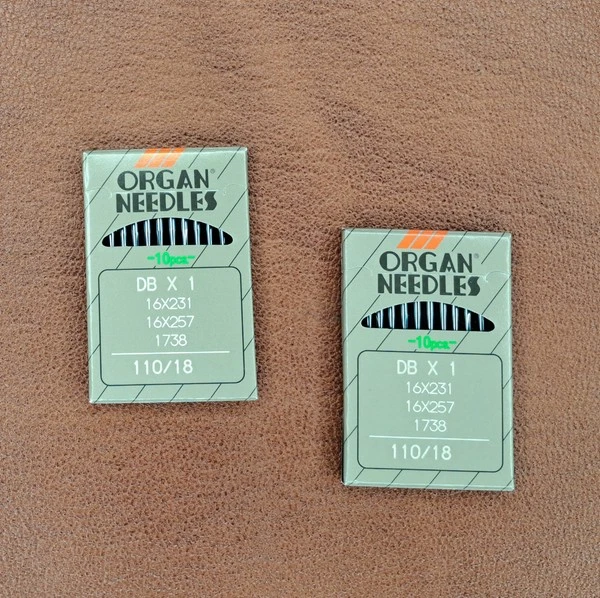 ORGAN®
NEEDLES
-10pcs.-
DB X 1
16X231
16X257
1738
110/18
ORGAN®
NEEDLES
-10pcs.-
DB X 1
16X231
16X257
1738
110/18